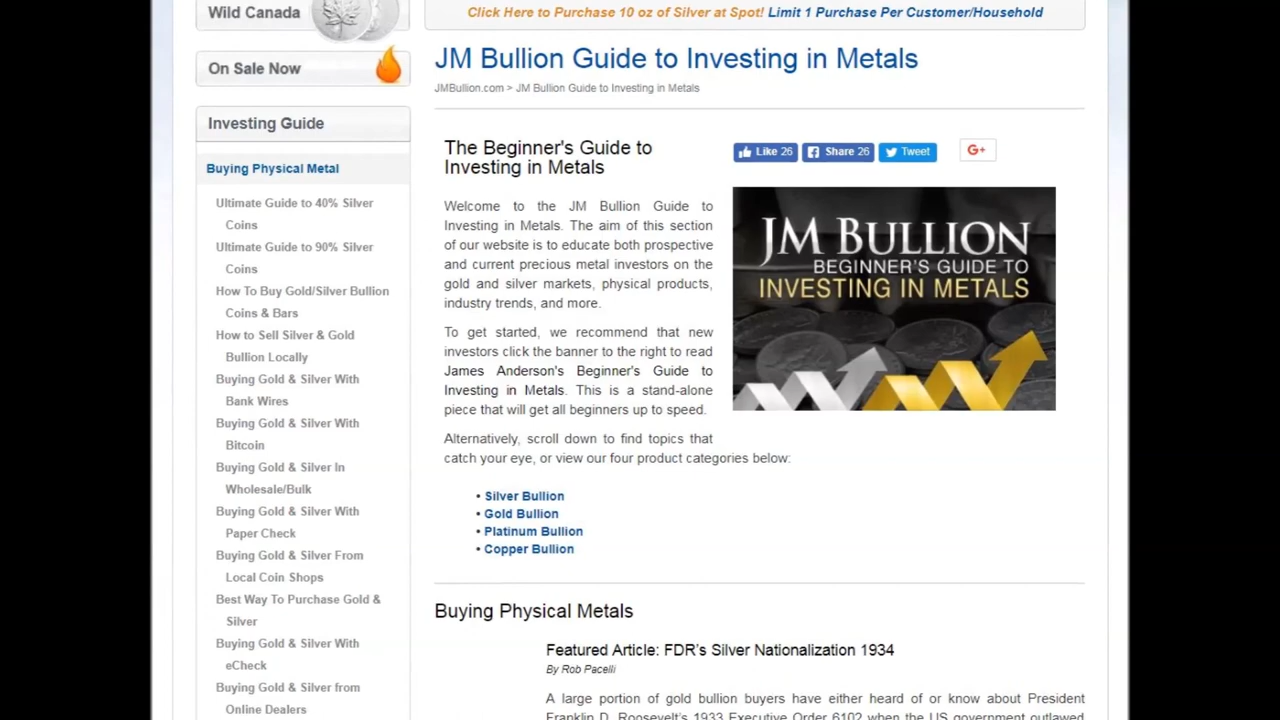 Wild Canada
Click Here to Purchase 10 oz of Silver at Spot! Limit 1 Purchase Per Customer/Household
On Sale Now
Investing Guide
Buying Physical Metal
Ultimate Guide to 40% Silver
Coins
Ultimate Guide to 90% Silver
Coins
How To Buy Gold/Silver Bullion
Coins & Bars
How to Sell Silver & Gold
Bullion Locally
Buying Gold & Silver With
Bank Wires
Buying Gold & Silver With
Bitcoin
Buying Gold & Silver In
Wholesale/Bulk
Buying Gold & Silver With
Paper Check
Buying Gold & Silver From
Local Coin Shops
Best Way To Purchase Gold &
Silver
Buying Gold & Silver With
eCheck
Buying Gold & Silver from
Online Dealers
JM Bullion Guide to Investing in Metals
JMBullion.com > JM Bullion Guide to Investing in Metals
The Beginner's Guide to
Investing in Metals
Like 26 Share 26 Tweet G+
Welcome to the JM Bullion Guide to
Investing in Metals. The aim of this section
of our website is to educate both prospective
and current precious metal investors on the
gold and silver markets, physical products,
industry trends, and more.
To get started, we recommend that new
investors click the banner to the right to read
James Anderson's Beginner's Guide to
Investing in Metals. This is a stand-alone
piece that will get all beginners up to speed.
JM BULLION
BEGINNER'S GUIDE TO
INVESTING IN METALS
Alternatively, scroll down to find topics that
catch your eye, or view our four product categories below:
• Silver Bullion
• Gold Bullion
• Platinum Bullion
• Copper Bullion
Buying Physical Metals
Featured Article: FDR's Silver Nationalization 1934
By Rob Pacelli
A large portion of gold bullion buyers have either heard of or know about President
Franklin D. Roosevelt's 1933 Executive Order 6102 when the US government outlawed